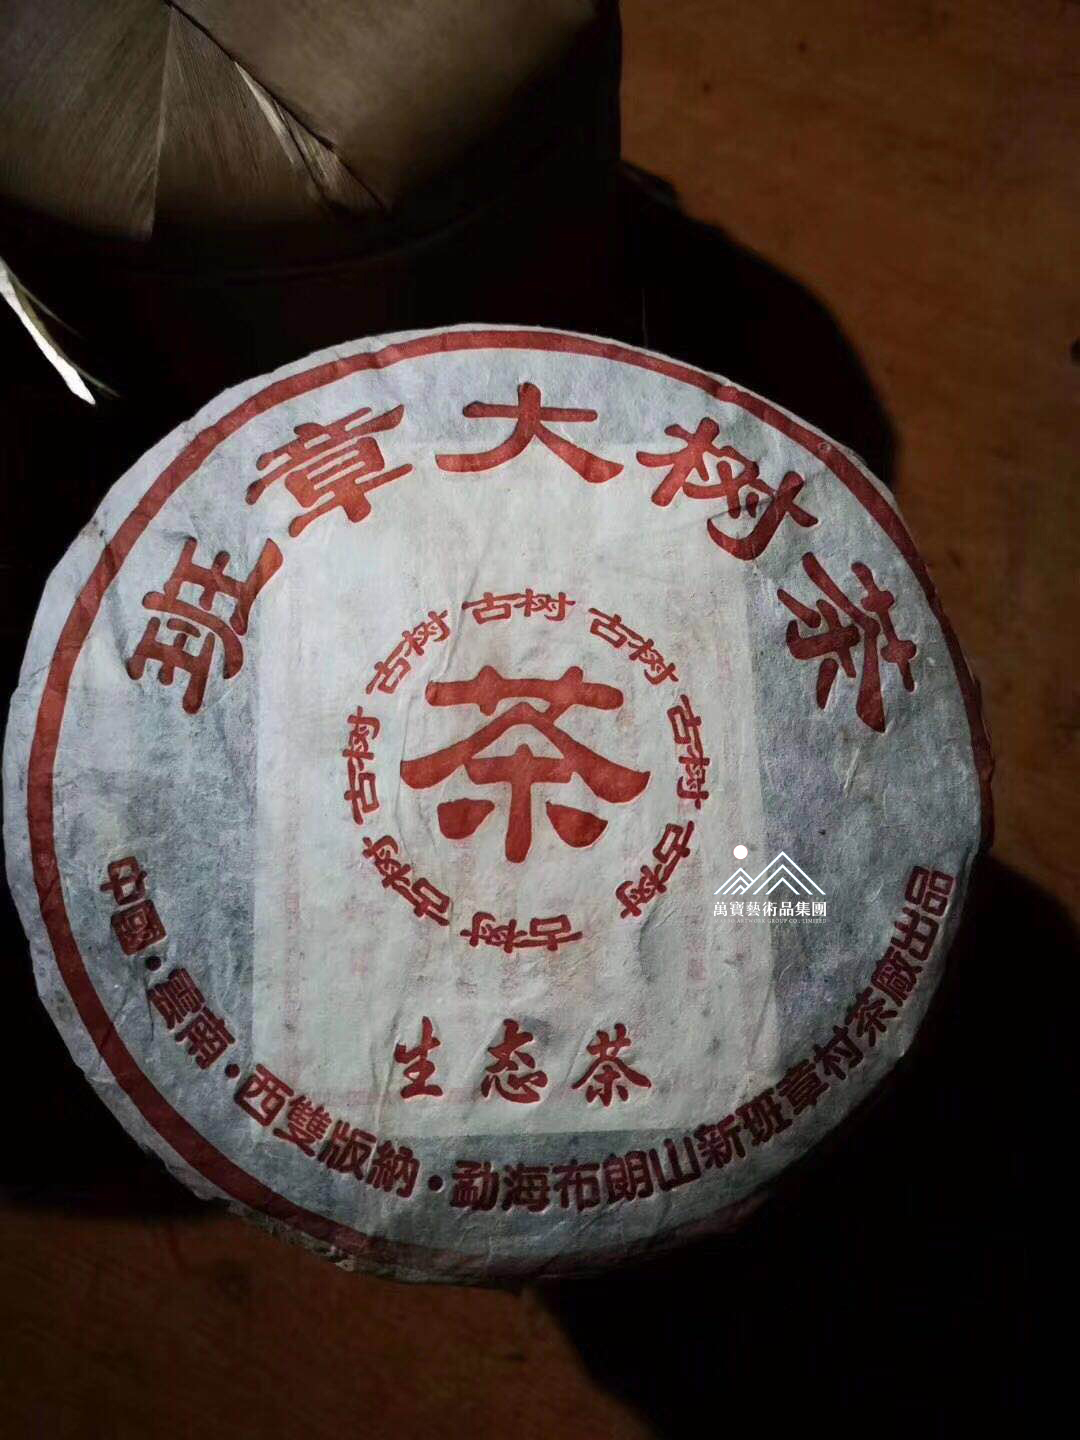 班章大树茶
古树 古树 古树 古树 古树 古树 古树 古树
茶
生态茶
中國·雲南·西雙版納·勐海布朗山新班章村茶廠出品
萬寶藝術品集團